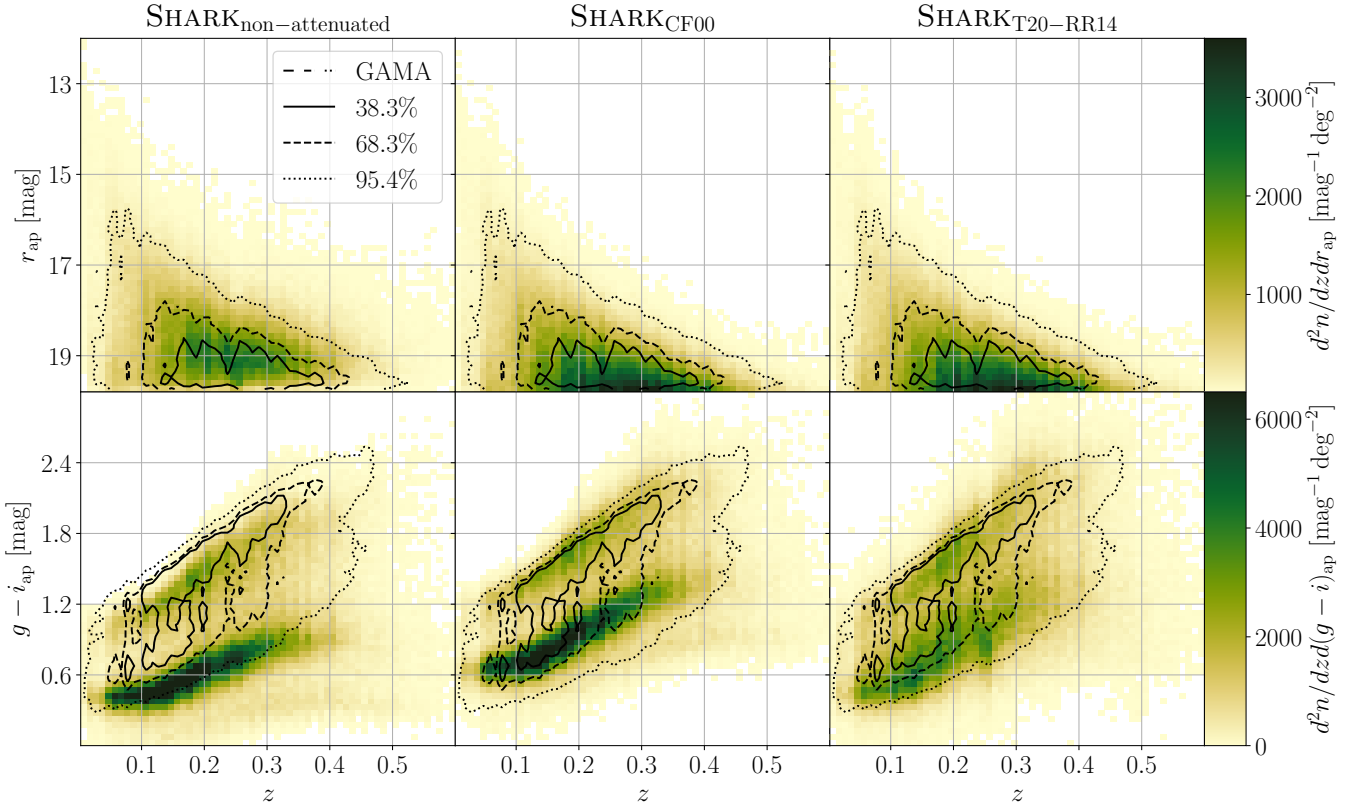 SHARKnon−attenuated
SHARKCF00
SHARKT20−RR14
GAMA
38.3%
68.3%
95.4%
13
15
17
19
rap [mag]
3000
2000
1000
d²n/dzdrap [mag⁻¹ deg⁻²]
2.4
1.8
1.2
0.6
g − iap [mag]
6000
4000
2000
0
d²n/dzd(g − i)ap [mag⁻¹ deg⁻²]
0.1 0.2 0.3 0.4 0.5
0.1 0.2 0.3 0.4 0.5
0.1 0.2 0.3 0.4 0.5
z
z
z